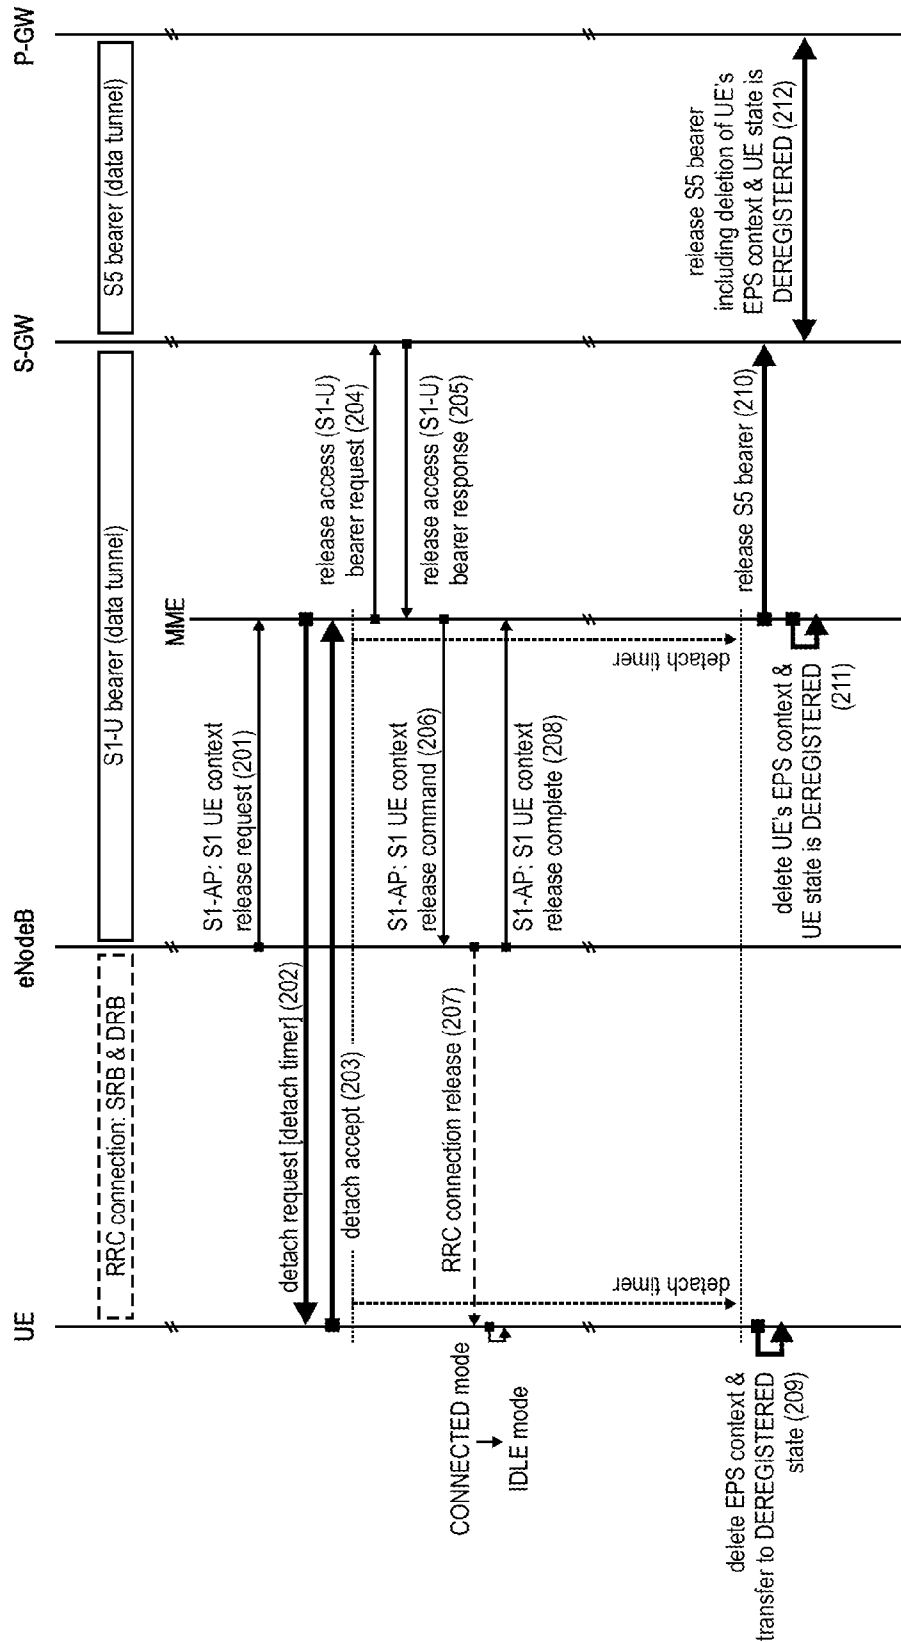 UE
eNodeB
MME
S-GW
P-GW
RRC connection: SRB & DRB
S1-U bearer (data tunnel)
S5 bearer (data tunnel)
S1-AP: S1 UE context
release request (201)
detach request [detach timer] (202)
detach accept (203)
release access (S1-U)
bearer request (204)
release access (S1-U)
bearer response (205)
S1-AP: S1 UE context
release command (206)
RRC connection release (207)
CONNECTED mode
IDLE mode
S1-AP: S1 UE context
release complete (208)
detach timer
detach timer
delete EPS context &
transfer to DEREGISTERED
state (209)
release S5 bearer (210)
delete UE's EPS context &
UE state is DEREGISTERED
(211)
release S5 bearer
including deletion of UE's
EPS context & UE state is
DEREGISTERED (212)